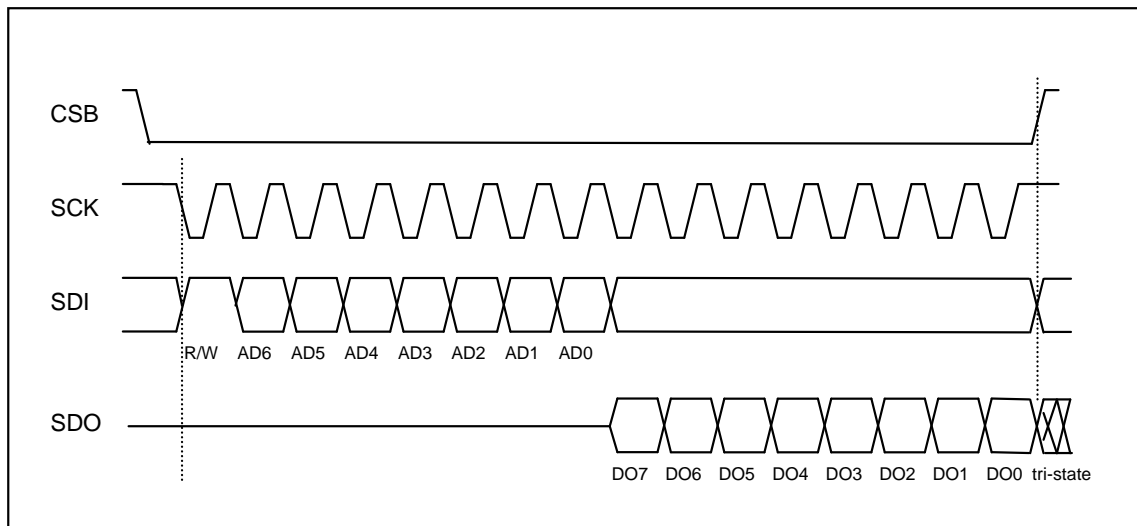 CSB
SCK
SDI
R/W AD6 AD5 AD4 AD3 AD2 AD1 AD0
SDO
DO7 DO6 DO5 DO4 DO3 DO2 DO1 DO0 tri-state